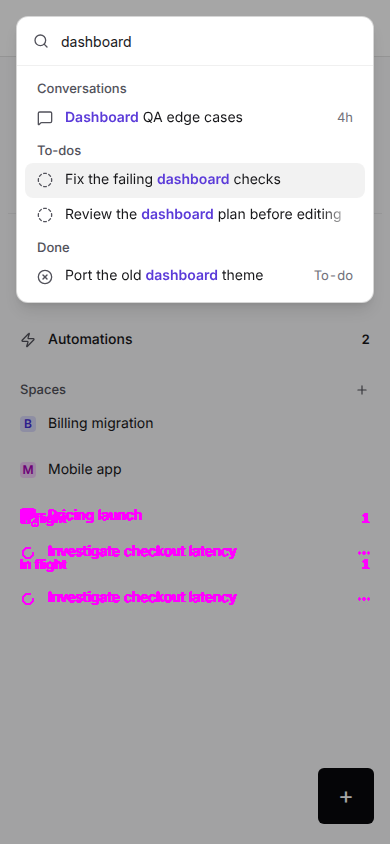 dashboard
Conversations
Dashboard QA edge cases 4h
To-dos
Fix the failing dashboard checks
Review the dashboard plan before editing
Done
Port the old dashboard theme To-do
Automations 2
Spaces +
B Billing migration
M Mobile app
Pricing launch 1
Investigate checkout latency ...
In flight 1
Investigate checkout latency ...
+